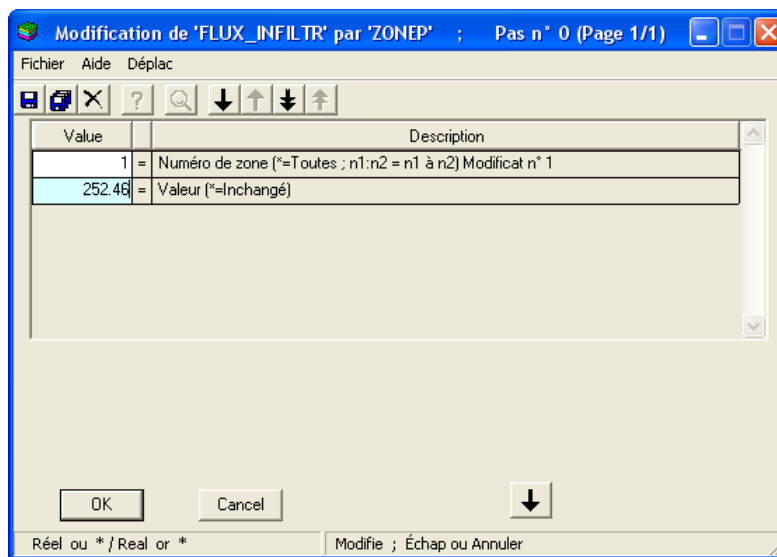 Modification de 'FLUX_INFILTR' par 'ZONEP' ; Pas n° 0 (Page 1/1)
Fichier Aide Déplac
Value Description
1 = Numéro de zone (*=Toutes ; n1:n2 = n1 à n2) Modificat n° 1
252.46 = Valeur (*=Inchangé)
OK Cancel
Réel ou * / Real or * Modifie ; Échap ou Annuler